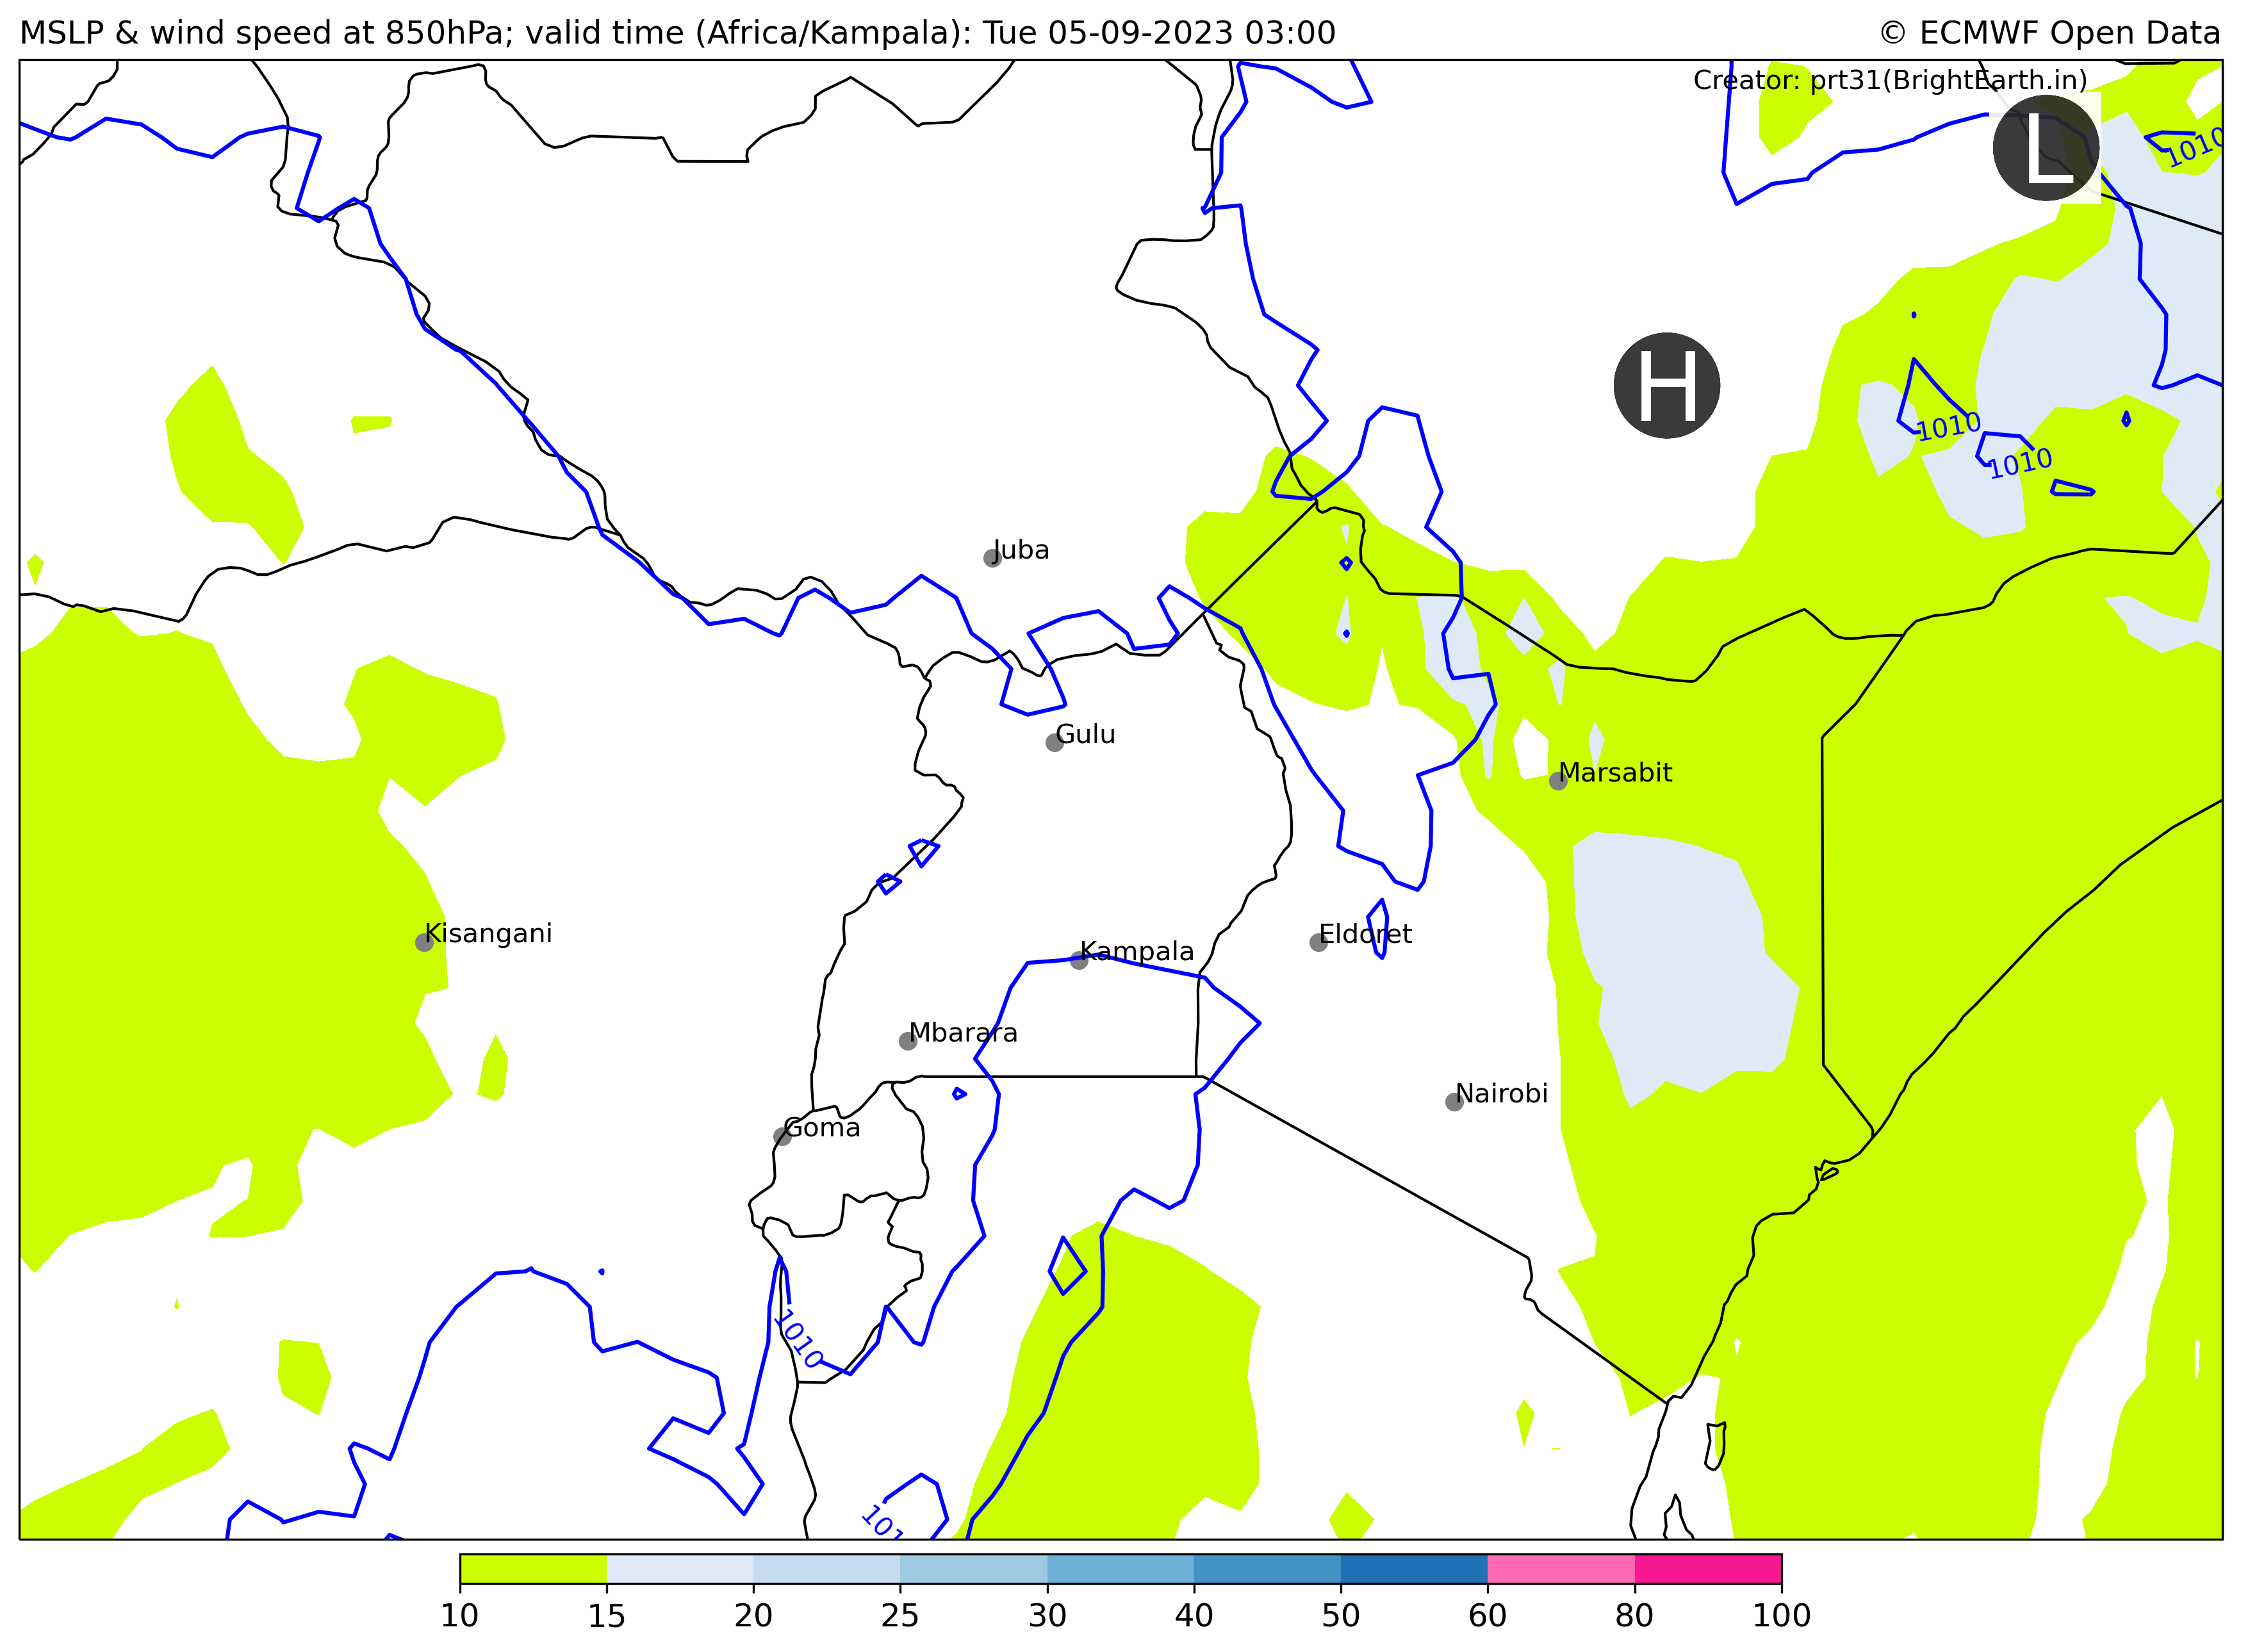 MSLP & wind speed at 850hPa; valid time (Africa/Kampala): Tue 05-09-2023 03:00
© ECMWF Open Data
Creator: prt31(BrightEarth.in)
L
1010
H
1010
1010
Juba
Gulu
Marsabit
Kisangani
Eldoret
Kampala
Mbarara
Nairobi
Goma
1010
101
10 15 20 25 30 40 50 60 80 100